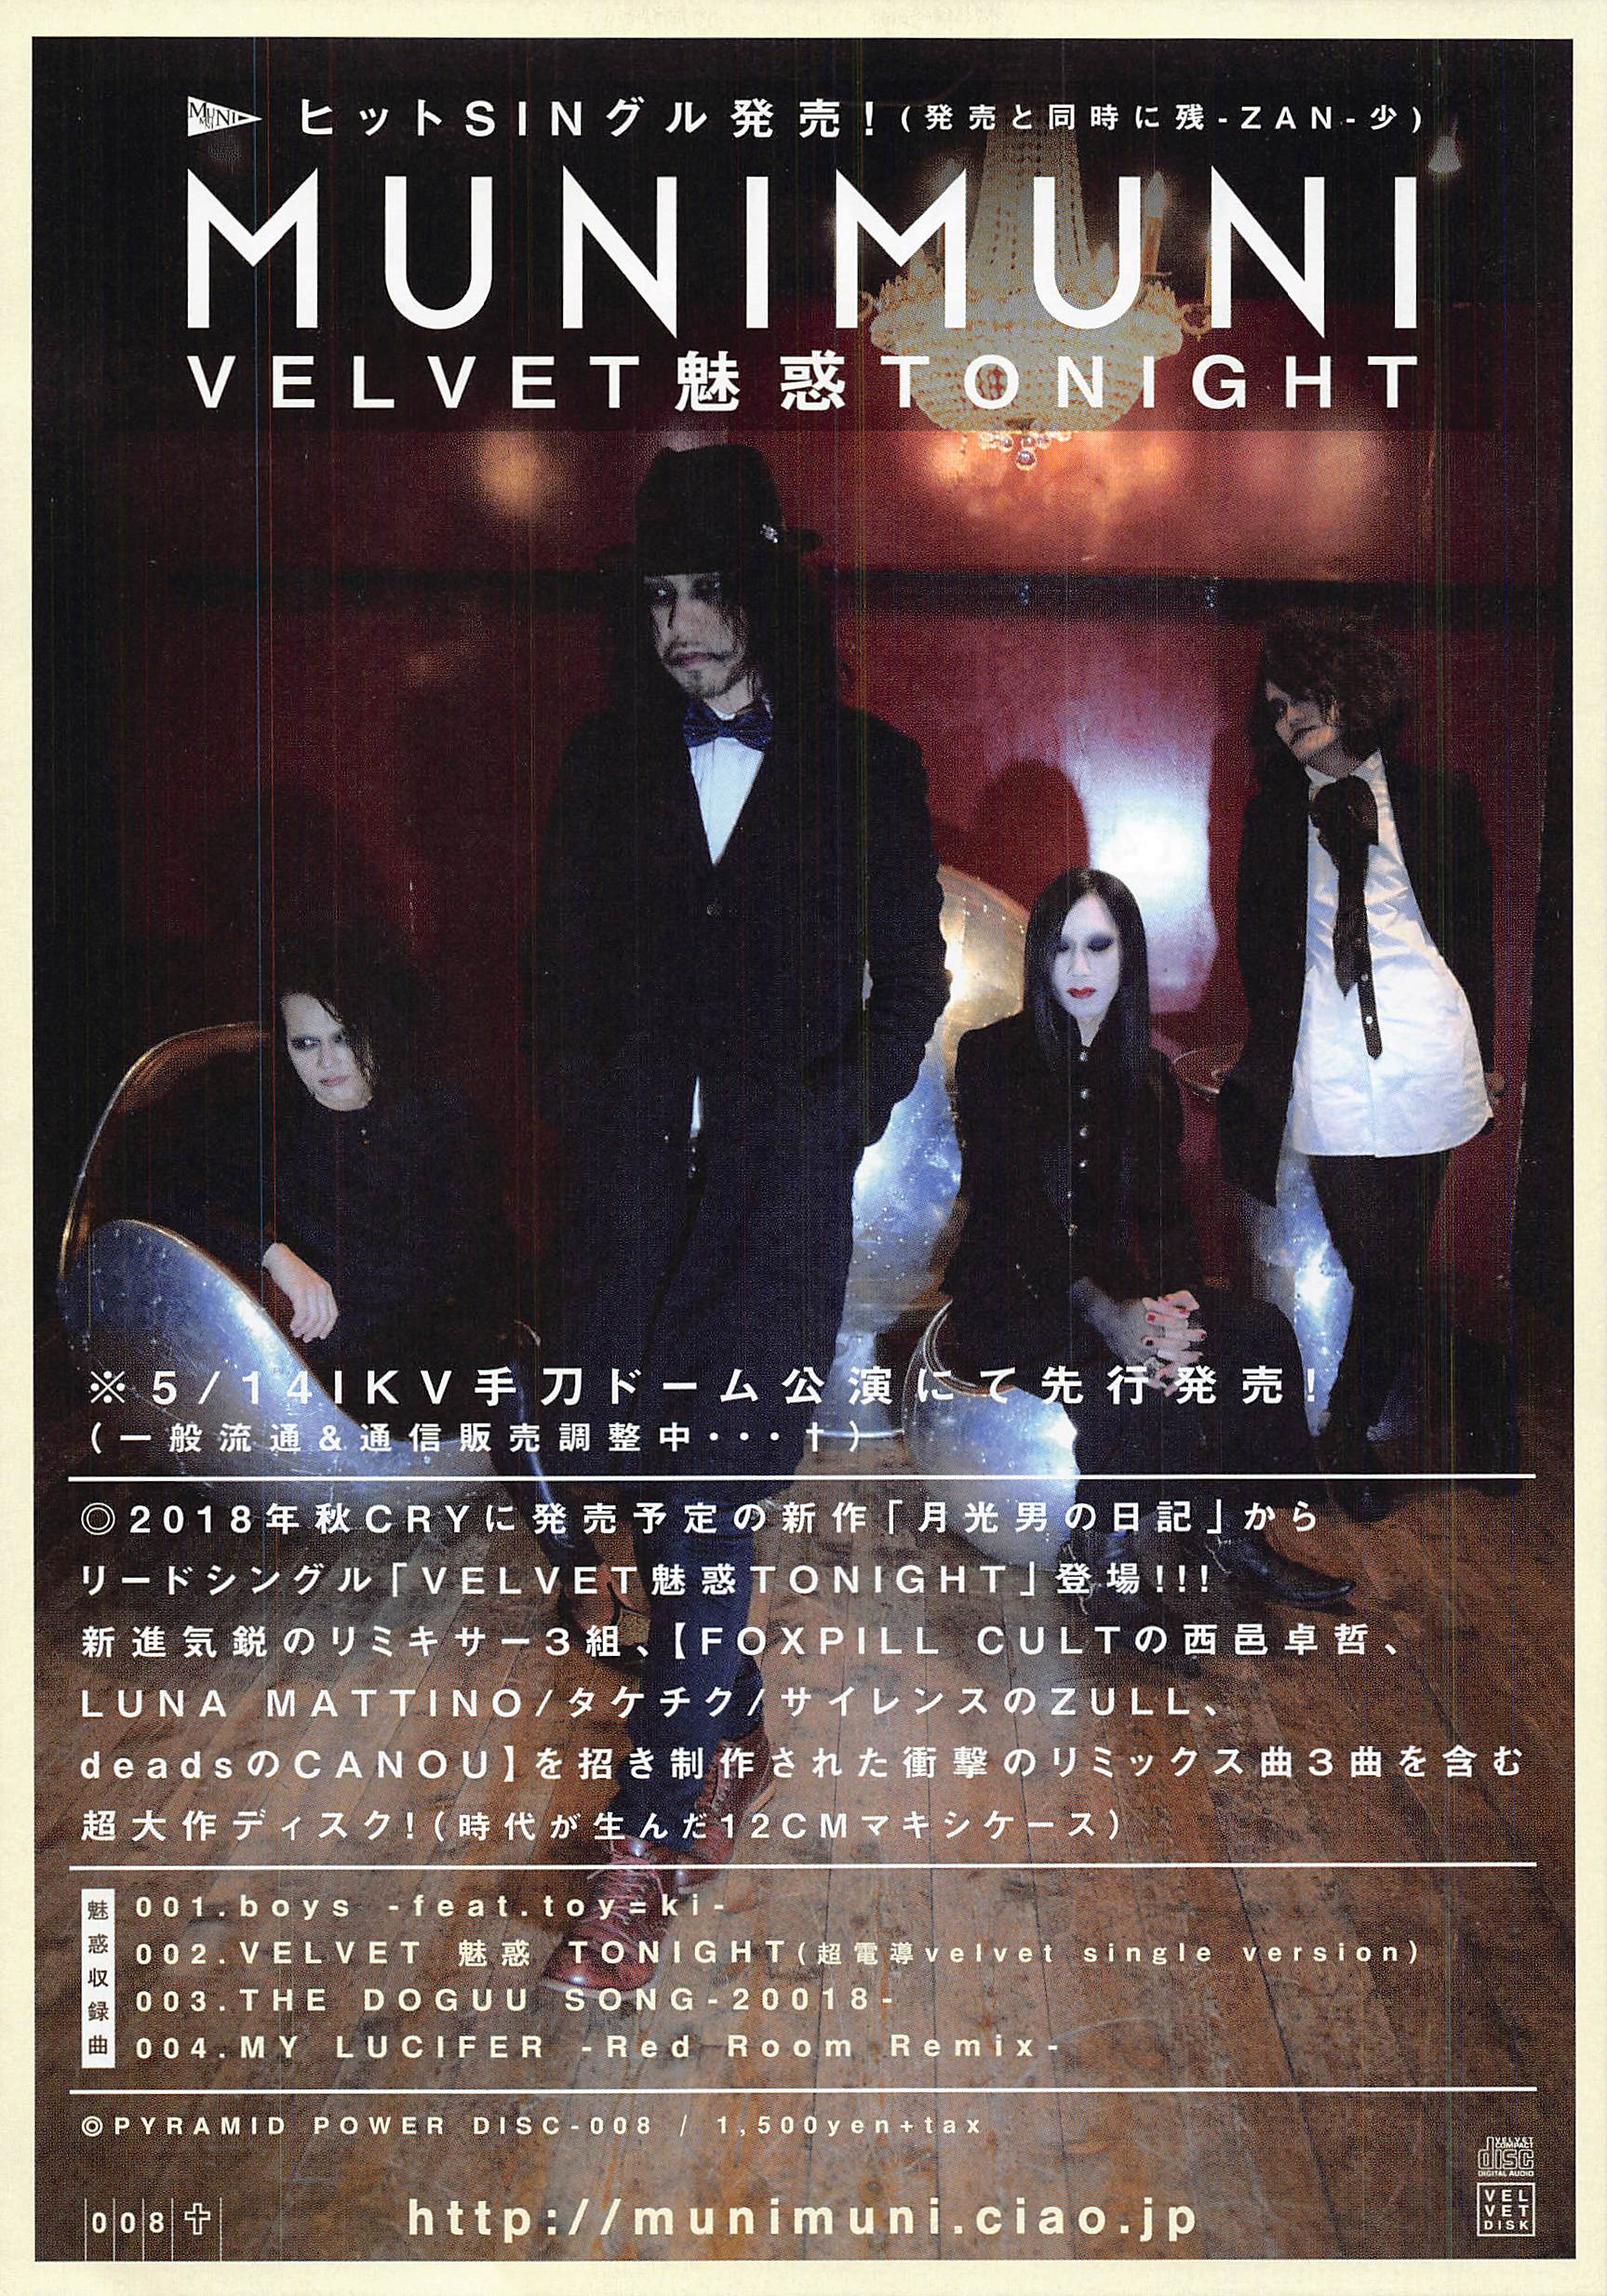 MUNI MUNI
ヒットSINグル発売!(発売と同時に残-ZAN-少)
MUNIMUNI
VELVET魅惑TONIGHT
※5/14IKV手刀ドーム公演にて先行発売!
(一般流通&通信販売調整中・・・†)
◎2018年秋CRYに発売予定の新作「月光男の日記」から
リードシングル「VELVET魅惑TONIGHT」登場!!!
新進気鋭のリミキサー3組、【FOXPILL CULTの西邑卓哲、
LUNA MATTINO/タケチク/サイレンスのZULL、
deadsのCANOU】を招き制作された衝撃のリミックス曲3曲を含む
超大作ディスク!(時代が生んだ12CMマキシケース)
魅惑収録曲
001.boys -feat.toy=ki-
002.VELVET 魅惑 TONIGHT(超電導velvet single version)
003.THE DOGUU SONG-20018-
004.MY LUCIFER -Red Room Remix-
◎PYRAMID POWER DISC-008 / 1,500yen+tax
VELVET
COMPACT
disc
DIGITAL AUDIO
008
http://munimuni.ciao.jp
VEL
VET
DISK